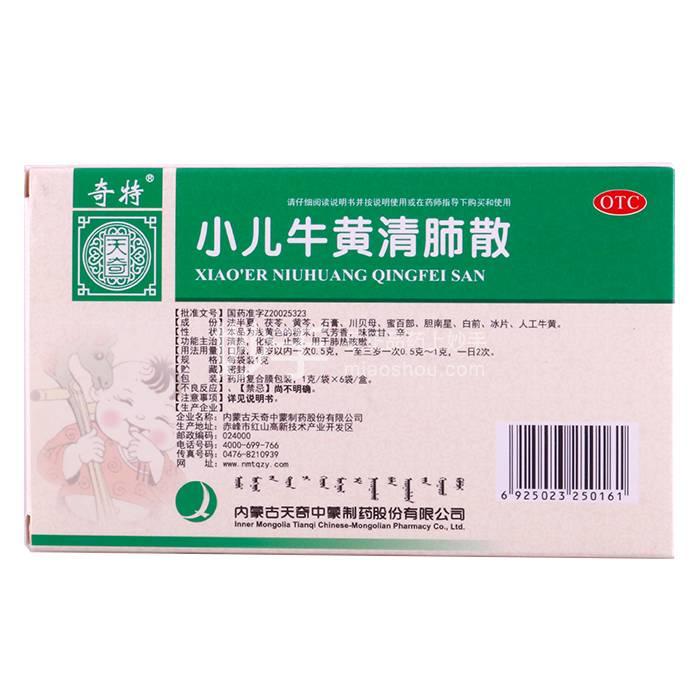 奇特®
天奇
请仔细阅读说明书并按说明使用或在药师指导下购买和使用
OTC
小儿牛黄清肺散
XIAO'ER NIUHUANG QINGFEI SAN
【批准文号】国药准字Z20025323
【成　　份】法半夏、茯苓、黄芩、石膏、川贝母、蜜百部、胆南星、白前、冰片、人工牛黄。
【性　　状】本品为浅黄色的粉末；气芳香，味微甘、辛。
【功能主治】清热，化痰，止咳。用于肺热咳嗽。
【用法用量】口服，周岁以内一次0.5克，一至三岁一次0.5克～1克，一日2次。
【规　　格】每袋装1克
【贮　　藏】密封。
【包　　装】药用复合膜包装，1克/袋×6袋/盒。
【不良反应】、【禁忌】尚不明确。
【注意事项】详见说明书。
【生产企业】
企业名称：内蒙古天奇中蒙制药股份有限公司
生产地址：赤峰市红山高新技术产业开发区
邮政编码：024000
电话号码：4000-699-766
传真号码：0476-8210939
网　　址：www.nmtqzy.com
内蒙古天奇中蒙制药股份有限公司
Inner Mongolia Tianqi Chinese-Mongolian Pharmacy Co., Ltd.
6 925023 250161
miaoshou.com